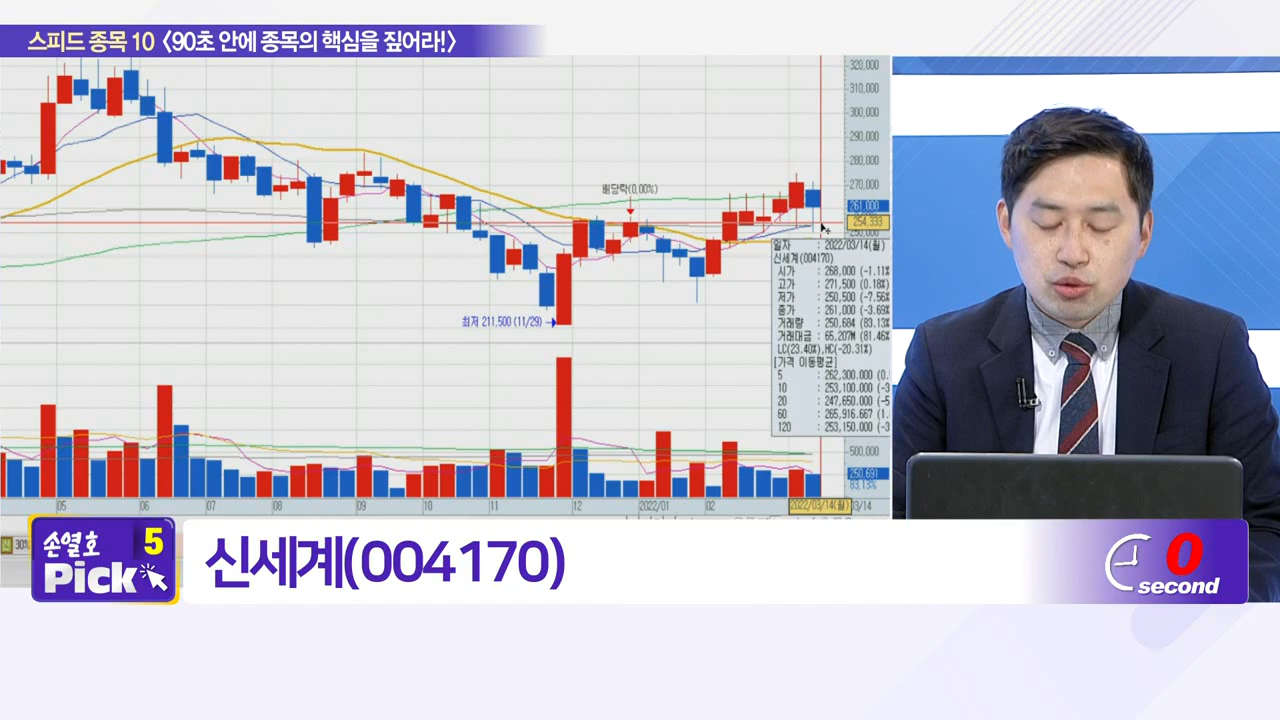 스피드 종목 10 <90초 안에 종목의 핵심을 짚어라!>
320,000
310,000
300,000
290,000
280,000
270,000
261,000
배당락(0,00%)
최저 211,500 (11/29)
일자 : 2022/03/14(월)
신세계(004170)
시가 : 268,000 (-1.11%
고가 : 271,500 (0.18%)
저가 : 250,500 (-7.56%
종가 : 261,000 (-3.69%
거래량 : 250,684 (83.13%
거래대금 : 65,207M (81.46%
LC(23.40%),HC(-20.31%)
[가격 이동평균]
5 : 262,300.000 (0.
10 : 253,100.000 (-3
20 : 247,650.000 (-5
60 : 265,916.667 (1.
120 : 253,150.000 (-3
500,000
250,691
83.13%
05 06 07 08 09 10 11 12 2022/01 02 2022/03/14(월) 03/14
신 30%
손열호 5
Pick
신세계(004170)
0
second